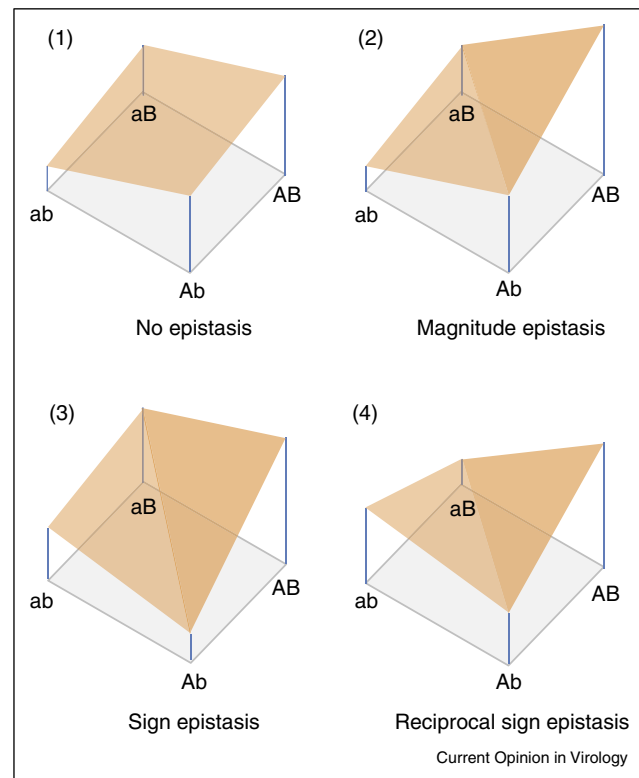 (1)
aB
ab
AB
Ab
No epistasis
(2)
aB
ab
AB
Ab
Magnitude epistasis
(3)
aB
ab
AB
Ab
Sign epistasis
(4)
aB
ab
AB
Ab
Reciprocal sign epistasis
Current Opinion in Virology